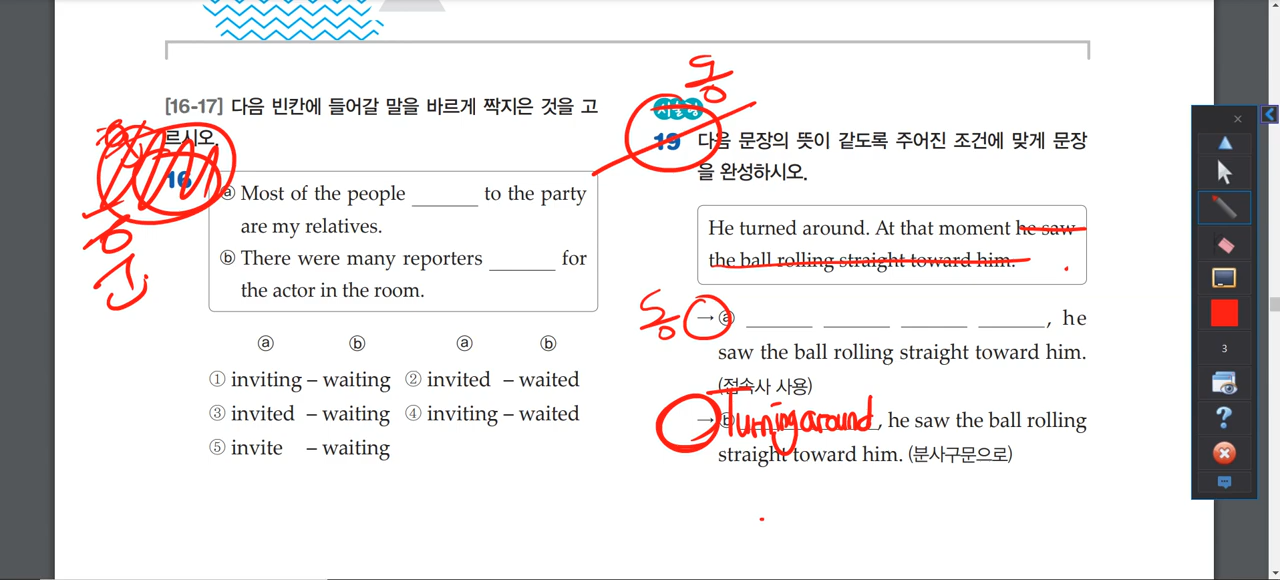 [16-17] 다음 빈칸에 들어갈 말을 바르게 짝지은 것을 고
르시오.
16
ⓐ Most of the people ______ to the party
are my relatives.
ⓑ There were many reporters ______ for
the actor in the room.
ⓐ ⓑ ⓐ ⓑ
① inviting – waiting ② invited – waited
③ invited – waiting ④ inviting – waited
⑤ invite – waiting
동
서술형
19 다음 문장의 뜻이 같도록 주어진 조건에 맞게 문장
을 완성하시오.
He turned around. At that moment he saw
the ball rolling straight toward him.
동
→ ⓐ ______ ______ ______ ______, he
saw the ball rolling straight toward him.
(접속사 사용)
→ ⓑ Turning around, he saw the ball rolling
straight toward him. (분사구문으로)
3